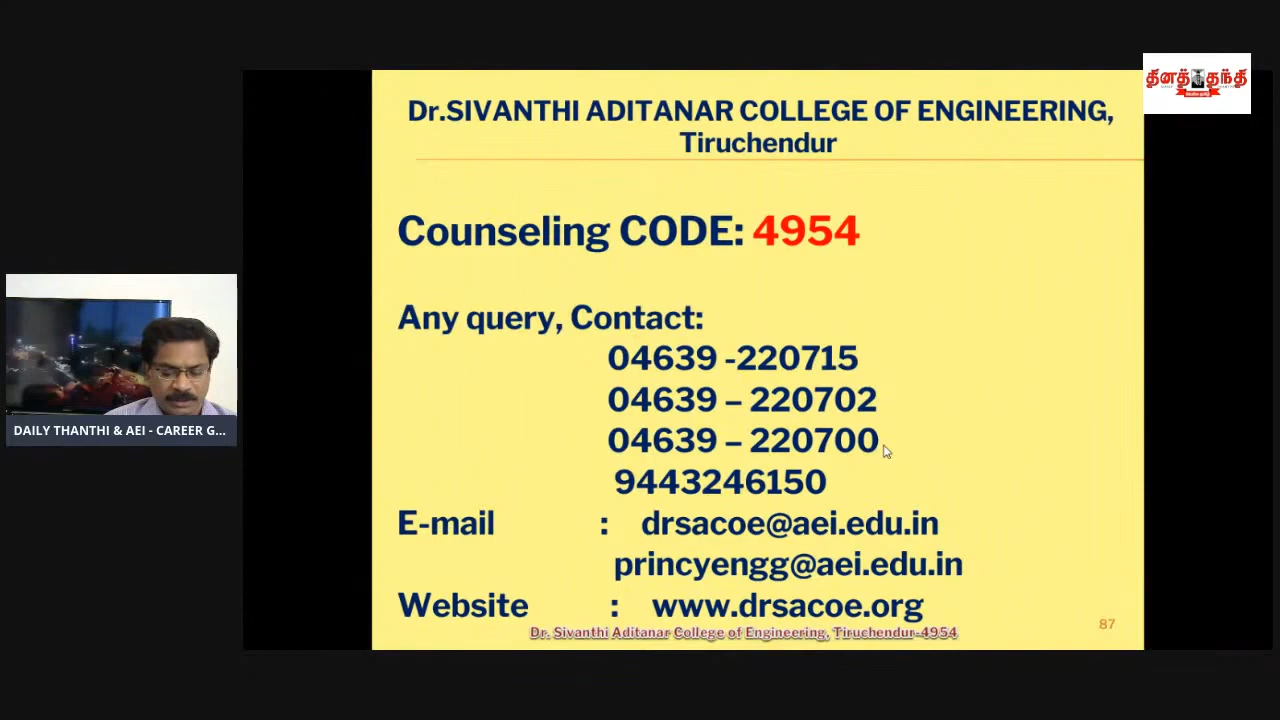 தினத்தந்தி
Dr.SIVANTHI ADITANAR COLLEGE OF ENGINEERING,
Tiruchendur
Counseling CODE: 4954
Any query, Contact:
04639 -220715
04639 – 220702
04639 – 220700
9443246150
E-mail : drsacoe@aei.edu.in
princyengg@aei.edu.in
Website : www.drsacoe.org
Dr. Sivanthi Aditanar College of Engineering, Tiruchendur-4954
87
DAILY THANTHI & AEI - CAREER G...